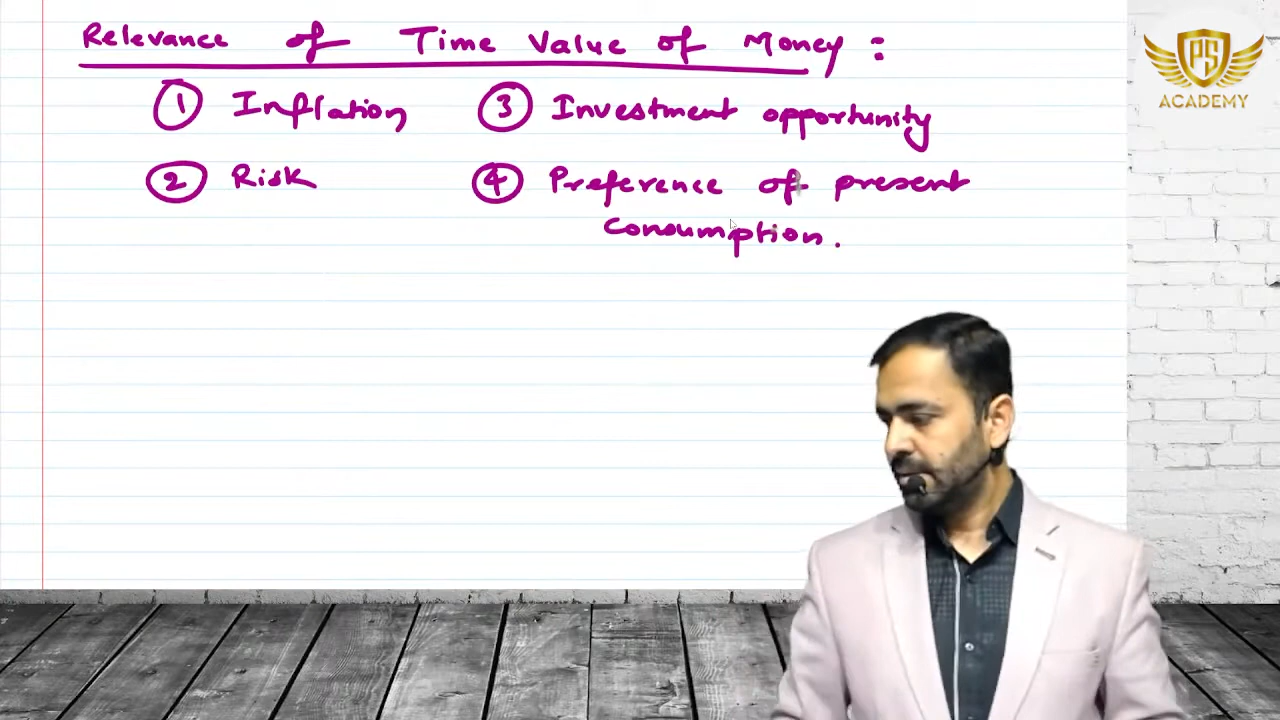 Relevance of Time Value of Money :
① Inflation ③ Investment opportunity
② Risk ④ Preference of present
consumption.
PS
ACADEMY